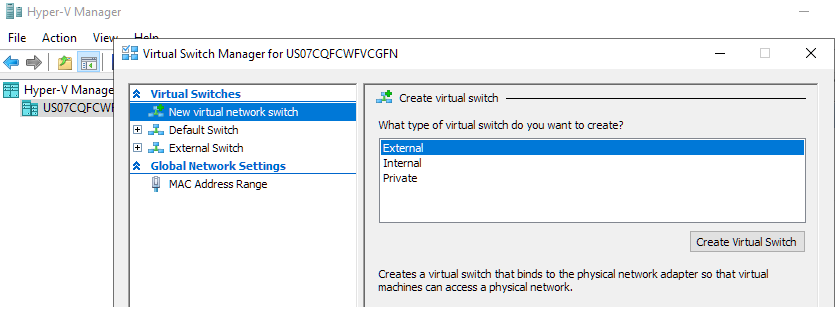 Hyper-V Manager
File Action View Help
Virtual Switch Manager for US07CQFCWFVCGFN
Hyper-V Manage
US07CQFCWF
Virtual Switches
New virtual network switch
Default Switch
External Switch
Global Network Settings
MAC Address Range
Create virtual switch
What type of virtual switch do you want to create?
External
Internal
Private
Create Virtual Switch
Creates a virtual switch that binds to the physical network adapter so that virtual
machines can access a physical network.